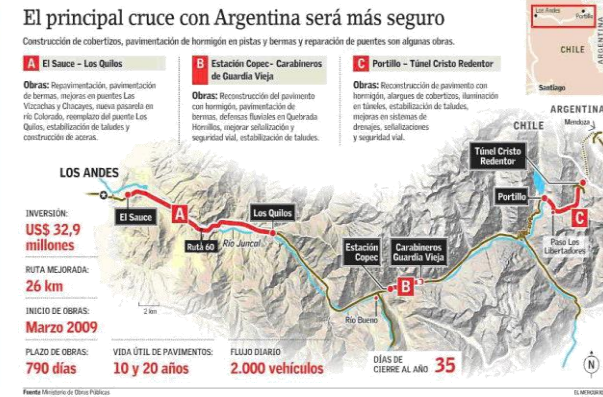 El principal cruce con Argentina será más seguro
Construcción de cobertizos, pavimentación de hormigón en pistas y bermas y reparación de puentes son algunas obras.
A El Sauce – Los Quilos
Obras: Repavimentación, pavimentación
de bermas, mejoras en puentes Las
Vizcachas y Chacayes, nueva pasarela en
río Colorado, reemplazo del puente Los
Quilos, estabilización de taludes y
construcción de aceras.
B Estación Copec- Carabineros
de Guardia Vieja
Obras: Reconstrucción del pavimento
con hormigón, pavimentación de
bermas, defensas fluviales en Quebrada
Hornillos, mejorar señalización y
seguridad vial, estabilización de taludes.
C Portillo – Túnel Cristo Redentor
Obras: Reconstrucción de pavimento con
hormigón, alargues de cobertizos, iluminación
en túneles, estabilización de taludes,
mejoras en sistemas de
drenajes, señalizaciones
y seguridad vial.
Los Andes
Portillo
CHILE
ARGENTINA
Santiago
ARGENTINA
CHILE
Mendoza
Túnel Cristo
Redentor
Portillo
C
Paso Los
Libertadores
LOS ANDES
El Sauce
A
Ruta 60
Río Juncal
Los Quilos
Estación
Copec
Carabineros
Guardia Vieja
B
Río Bueno
2 km
INVERSIÓN:
US$ 32,9
millones
RUTA MEJORADA:
26 km
INICIO DE OBRAS:
Marzo 2009
PLAZO DE OBRAS:
790 días
VIDA ÚTIL DE PAVIMENTOS:
10 y 20 años
FLUJO DIARIO
2.000 vehículos
DÍAS DE
CIERRE AL AÑO 35
N
Fuente Ministerio de Obras Públicas
EL MERCURIO